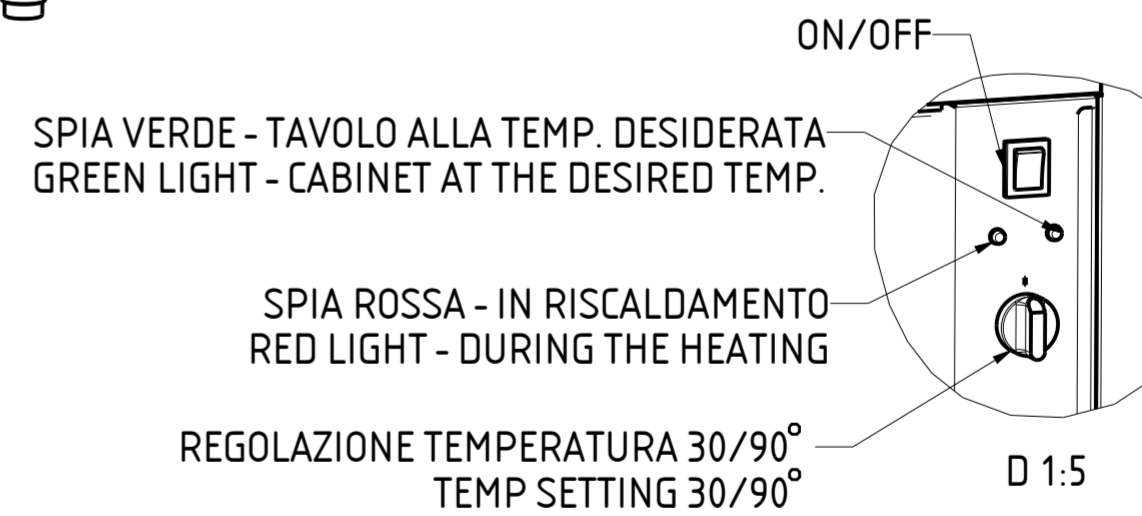 ON/OFF
SPIA VERDE - TAVOLO ALLA TEMP. DESIDERATA
GREEN LIGHT - CABINET AT THE DESIRED TEMP.
SPIA ROSSA - IN RISCALDAMENTO
RED LIGHT - DURING THE HEATING
REGOLAZIONE TEMPERATURA 30/90°
TEMP SETTING 30/90°
D 1:5